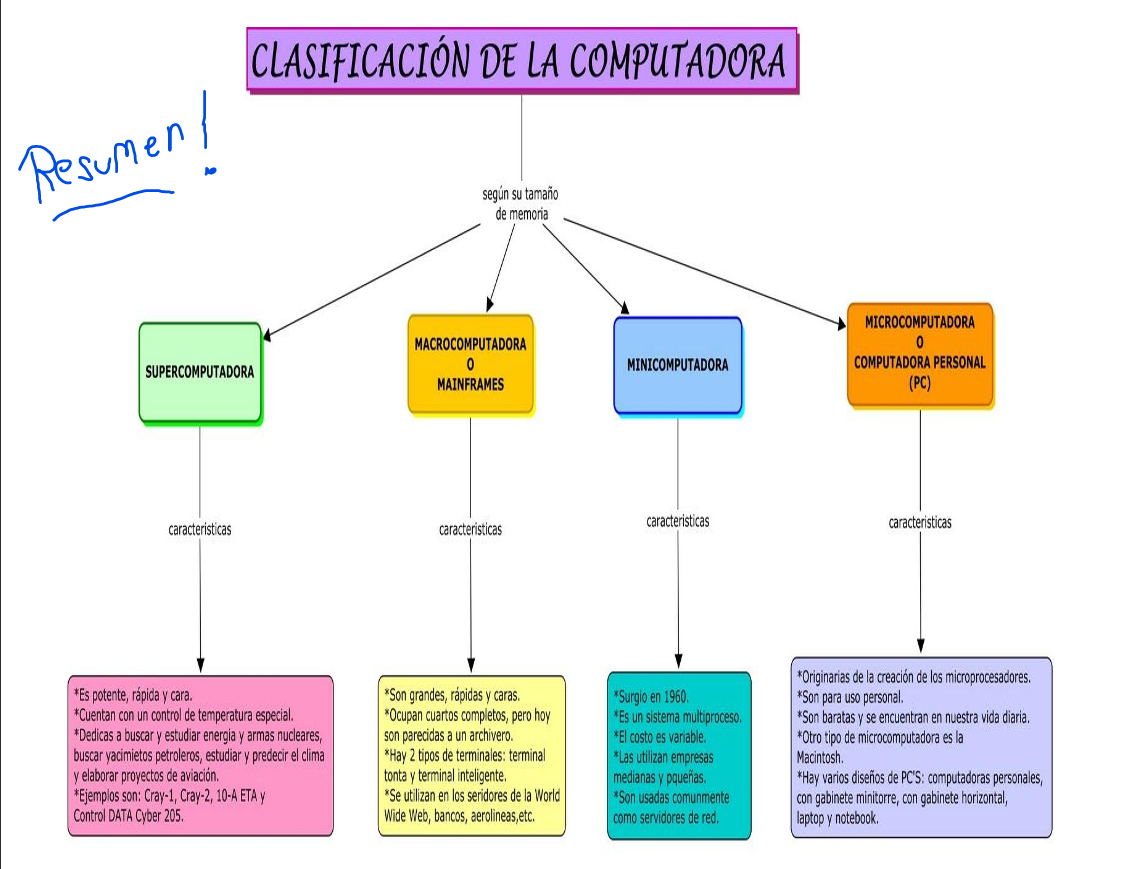 CLASIFICACIÓN DE LA COMPUTADORA
Resumen!
según su tamaño
de memoria
SUPERCOMPUTADORA
MACROCOMPUTADORA
O
MAINFRAMES
MINICOMPUTADORA
MICROCOMPUTADORA
O
COMPUTADORA PERSONAL
(PC)
caracteristicas
caracteristicas
caracteristicas
caracteristicas
*Es potente, rápida y cara.
*Cuentan con un control de temperatura especial.
*Dedicas a buscar y estudiar energia y armas nucleares,
buscar yacimietos petroleros, estudiar y predecir el clima
y elaborar proyectos de aviación.
*Ejemplos son: Cray-1, Cray-2, 10-A ETA y
Control DATA Cyber 205.
*Son grandes, rápidas y caras.
*Ocupan cuartos completos, pero hoy
son parecidas a un archivero.
*Hay 2 tipos de terminales: terminal
tonta y terminal inteligente.
*Se utilizan en los seridores de la World
Wide Web, bancos, aerolineas,etc.
*Surgio en 1960.
*Es un sistema multiproceso.
*El costo es variable.
*Las utilizan empresas
medianas y pqueñas.
*Son usadas comunmente
como servidores de red.
*Originarias de la creación de los microprocesadores.
*Son para uso personal.
*Son baratas y se encuentran en nuestra vida diaria.
*Otro tipo de microcomputadora es la
Macintosh.
*Hay varios diseños de PC'S: computadoras personales,
con gabinete minitorre, con gabinete horizontal,
laptop y notebook.